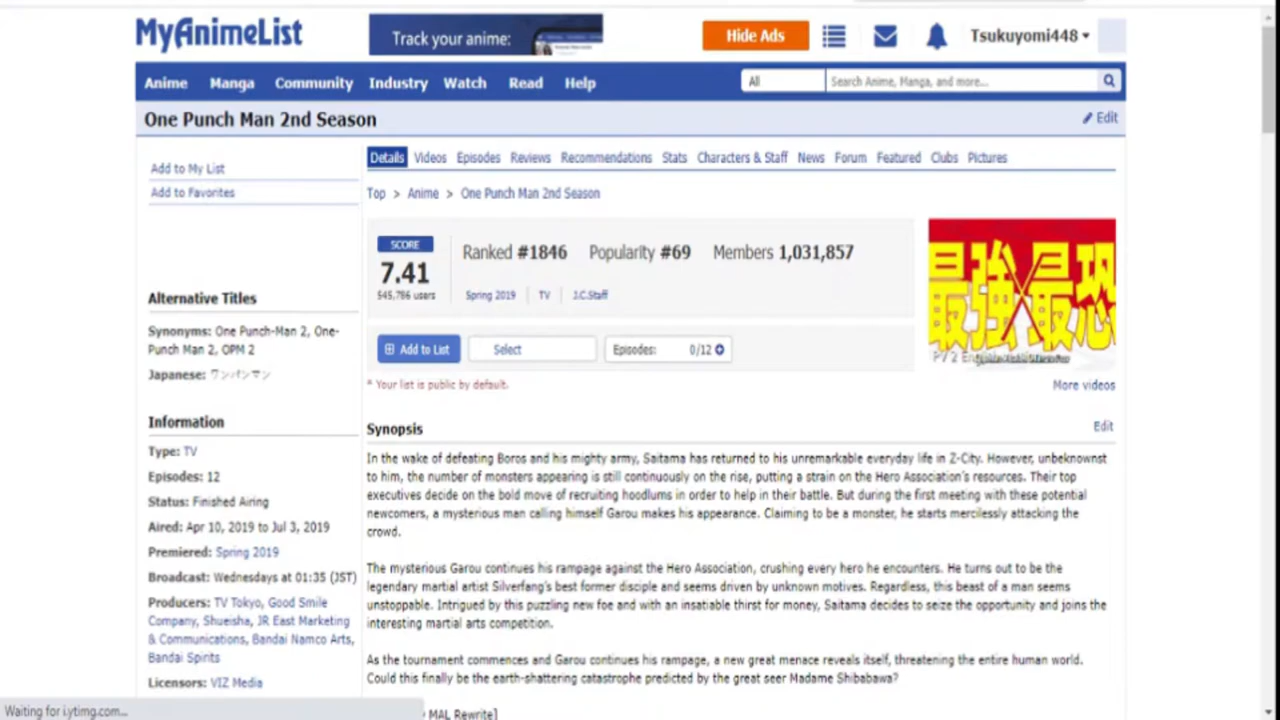 MyAnimeList
Track your anime:
Hide Ads
Tsukuyomi448
Anime Manga Community Industry Watch Read Help
All
Search Anime, Manga, and more...
One Punch Man 2nd Season
Edit
Add to My List
Add to Favorites
Alternative Titles
Synonyms: One Punch-Man 2, One-
Punch Man 2, OPM 2
Japanese: ワンパンマン
Information
Type: TV
Episodes: 12
Status: Finished Airing
Aired: Apr 10, 2019 to Jul 3, 2019
Premiered: Spring 2019
Broadcast: Wednesdays at 01:35 (JST)
Producers: TV Tokyo, Good Smile
Company, Shueisha, JR East Marketing
& Communications, Bandai Namco Arts,
Bandai Spirits
Licensors: VIZ Media
Details Videos Episodes Reviews Recommendations Stats Characters & Staff News Forum Featured Clubs Pictures
Top > Anime > One Punch Man 2nd Season
SCORE
7.41
545,786 users
Ranked #1846 Popularity #69 Members 1,031,857
Spring 2019 TV J.C.Staff
Add to List
Select
Episodes: 0/12
* Your list is public by default.
最強×最恐
PV 2
More videos
Synopsis
Edit
In the wake of defeating Boros and his mighty army, Saitama has returned to his unremarkable everyday life in Z-City. However, unbeknownst
to him, the number of monsters appearing is still continuously on the rise, putting a strain on the Hero Association's resources. Their top
executives decide on the bold move of recruiting hoodlums in order to help in their battle. But during the first meeting with these potential
newcomers, a mysterious man calling himself Garou makes his appearance. Claiming to be a monster, he starts mercilessly attacking the
crowd.
The mysterious Garou continues his rampage against the Hero Association, crushing every hero he encounters. He turns out to be the
legendary martial artist Silverfang's best former disciple and seems driven by unknown motives. Regardless, this beast of a man seems
unstoppable. Intrigued by this puzzling new foe and with an insatiable thirst for money, Saitama decides to seize the opportunity and joins the
interesting martial arts competition.
As the tournament commences and Garou continues his rampage, a new great menace reveals itself, threatening the entire human world.
Could this finally be the earth-shattering catastrophe predicted by the great seer Madame Shibabawa?
MAL Rewrite]
Waiting for i.ytimg.com...